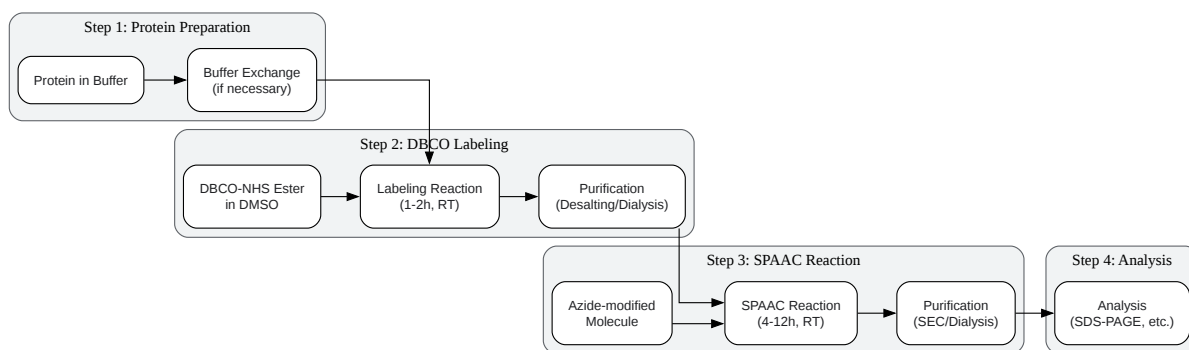 Step 1: Protein Preparation
Protein in Buffer
Buffer Exchange
(if necessary)
Step 2: DBCO Labeling
DBCO-NHS Ester
in DMSO
Labeling Reaction
(1-2h, RT)
Purification
(Desalting/Dialysis)
Step 3: SPAAC Reaction
Azide-modified
Molecule
SPAAC Reaction
(4-12h, RT)
Purification
(SEC/Dialysis)
Step 4: Analysis
Analysis
(SDS-PAGE, etc.)